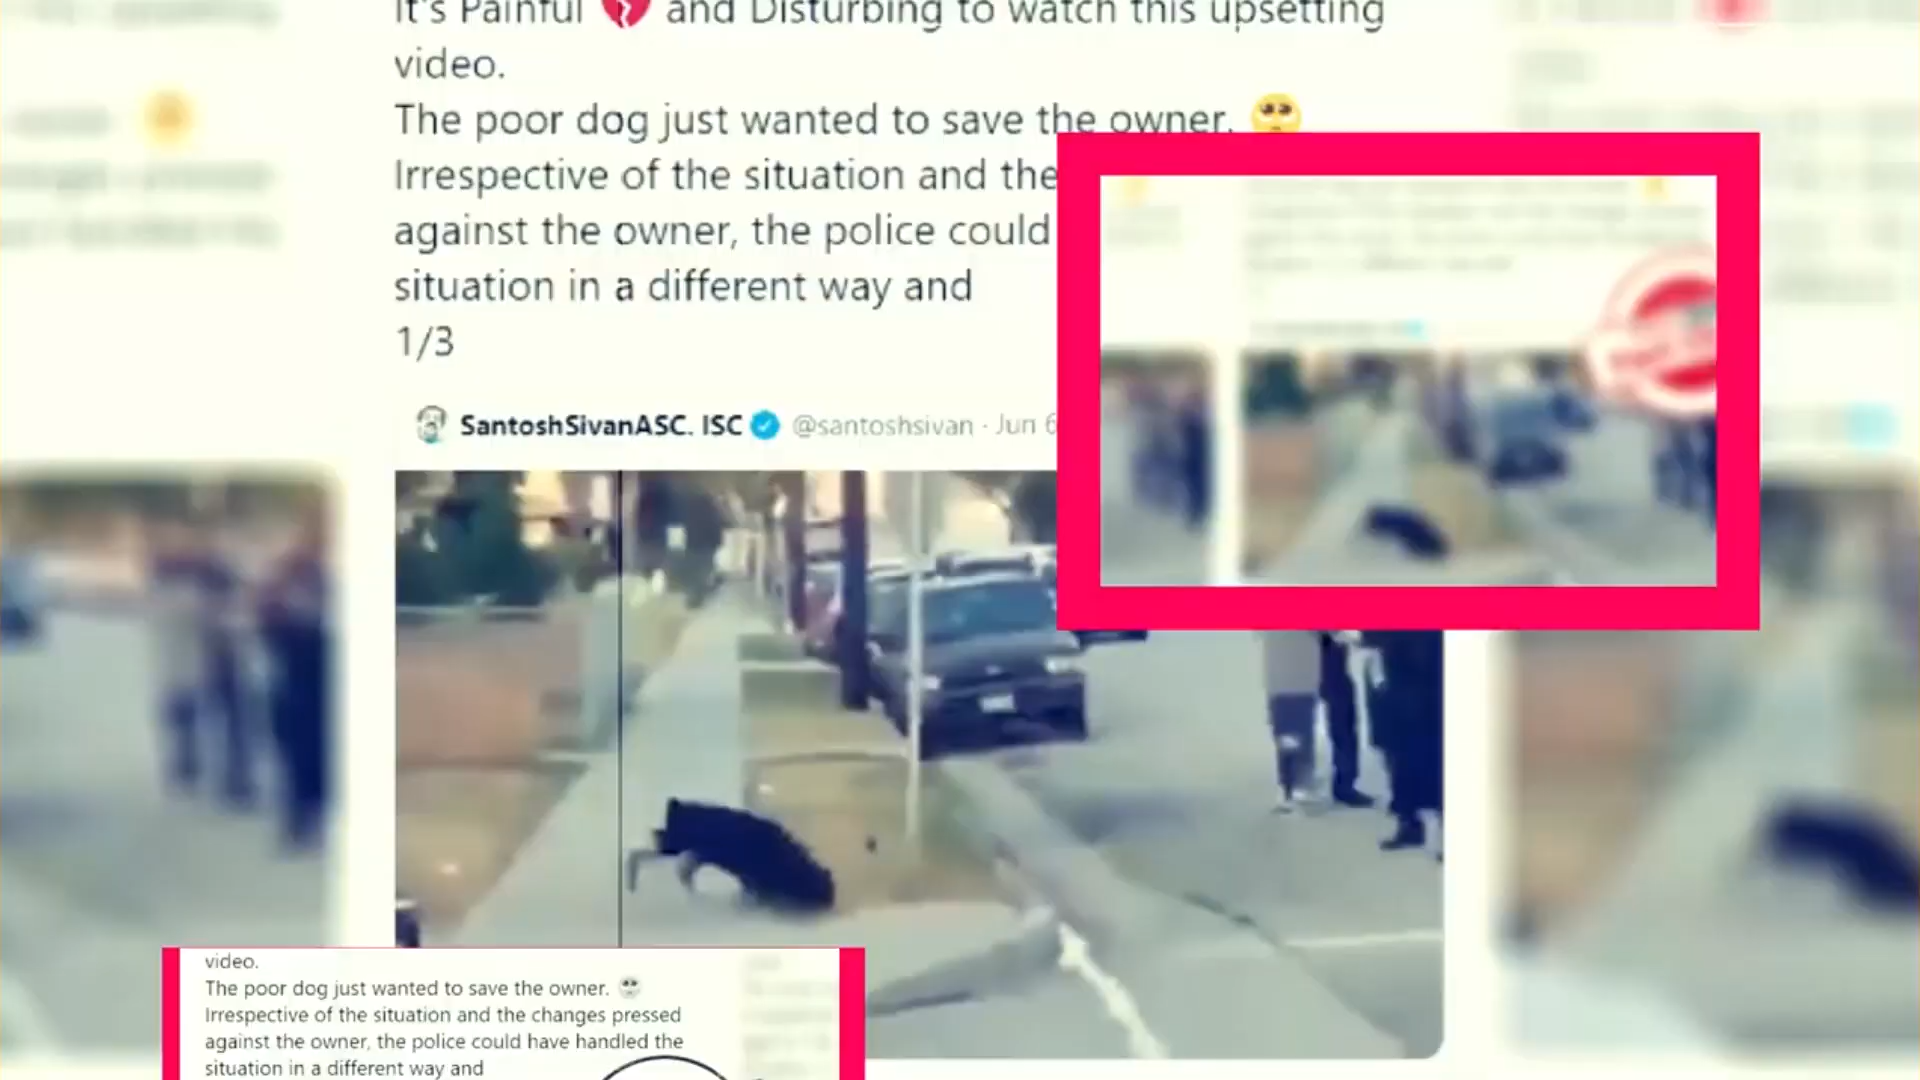 It's Painful 💔 and Disturbing to watch this upsetting
video.
The poor dog just wanted to save the owner. 🥺
Irrespective of the situation and the
against the owner, the police could
situation in a different way and
1/3
SantoshSivanASC. ISC @santoshsivan · Jun 6
video.
The poor dog just wanted to save the owner. 🥺
Irrespective of the situation and the changes pressed
against the owner, the police could have handled the
situation in a different way and